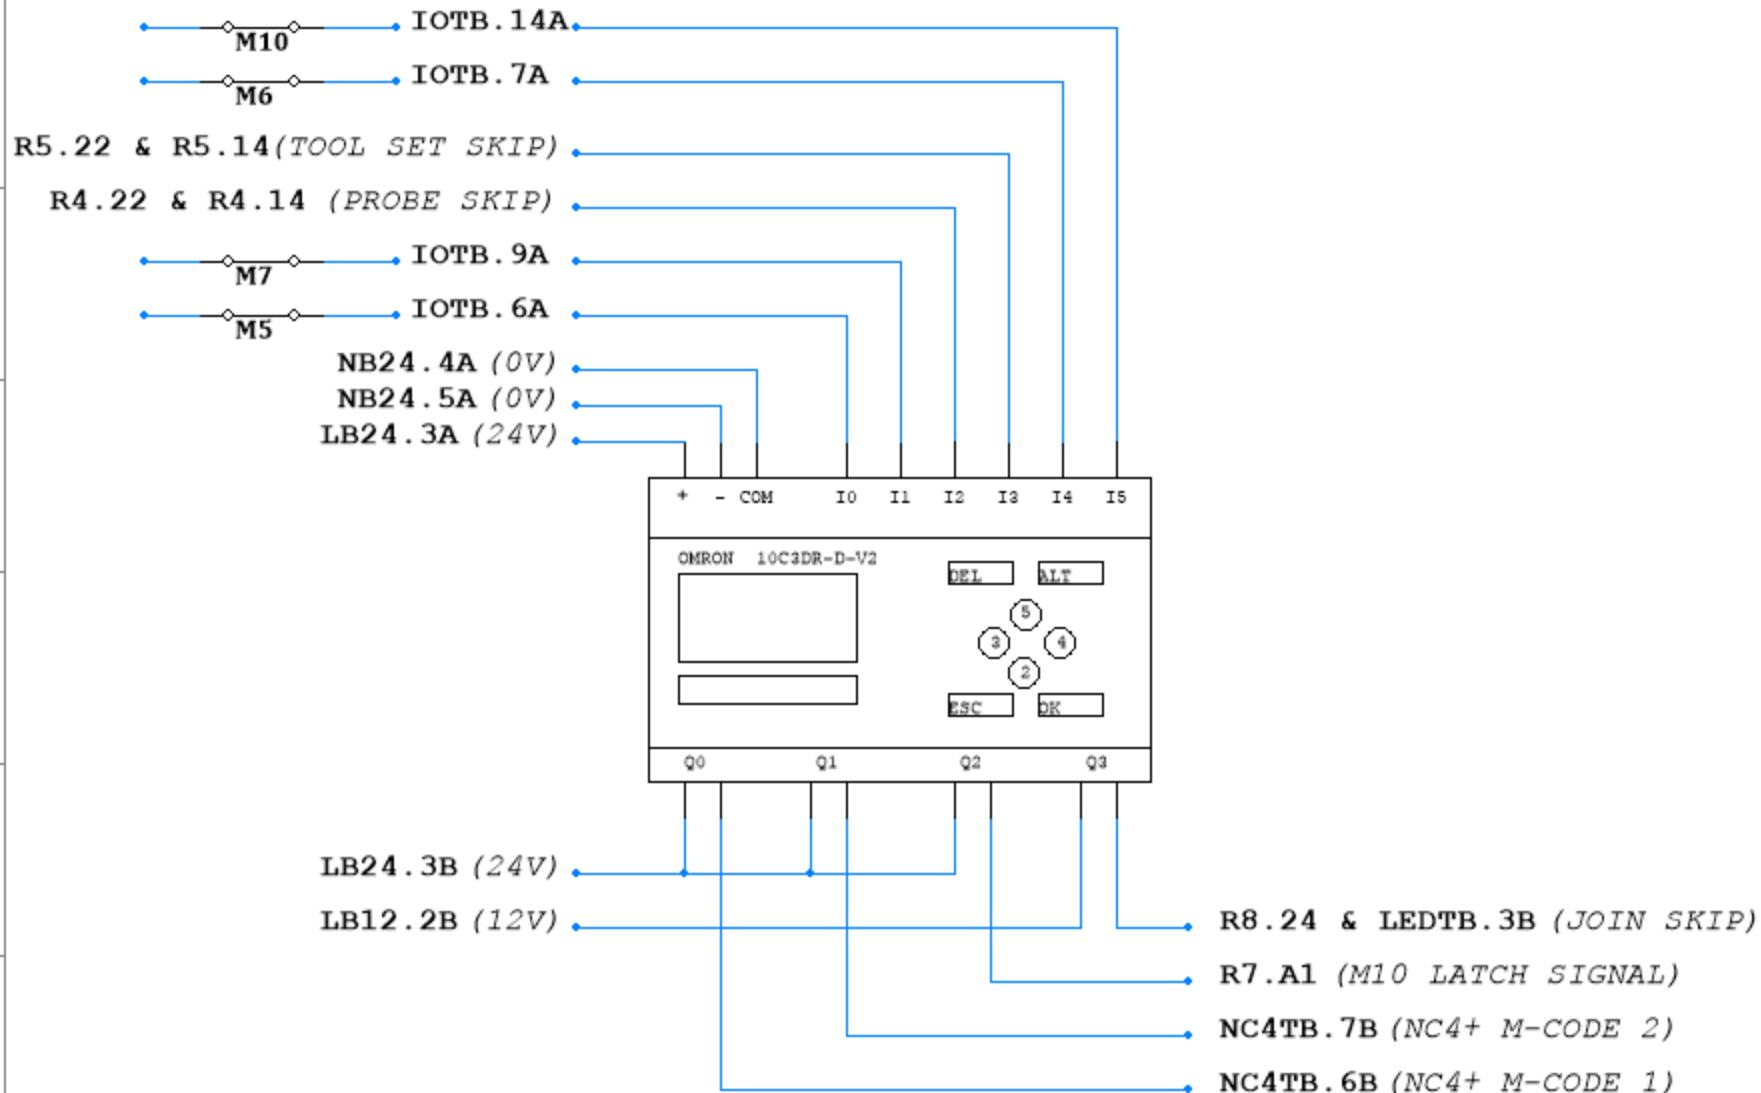 IOTB.14A
M10
IOTB.7A
M6
R5.22 & R5.14(TOOL SET SKIP)
R4.22 & R4.14 (PROBE SKIP)
IOTB.9A
M7
IOTB.6A
M5
NB24.4A (0V)
NB24.5A (0V)
LB24.3A (24V)
+ - COM I0 I1 I2 I3 I4 I5
OMRON 10C3DR-D-V2
DEL ALT
5
3 4
2
ESC OK
Q0 Q1 Q2 Q3
LB24.3B (24V)
LB12.2B (12V)
R8.24 & LEDTB.3B (JOIN SKIP)
R7.A1 (M10 LATCH SIGNAL)
NC4TB.7B (NC4+ M-CODE 2)
NC4TB.6B (NC4+ M-CODE 1)